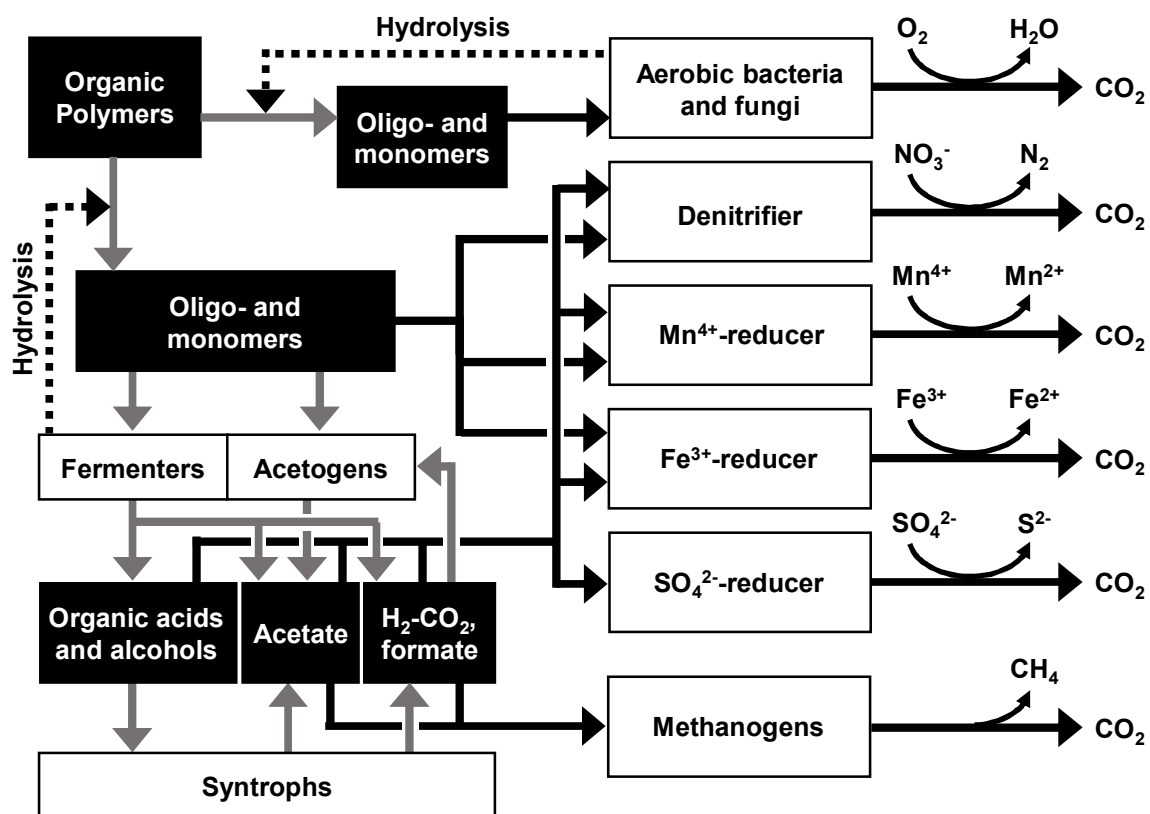 Hydrolysis
O₂ H₂O
Organic
Polymers
Oligo- and
monomers
Aerobic bacteria
and fungi
CO₂
NO₃⁻ N₂
Denitrifier
CO₂
Hydrolysis
Oligo- and
monomers
Mn⁴⁺ Mn²⁺
Mn⁴⁺-reducer
CO₂
Fe³⁺ Fe²⁺
Fermenters
Acetogens
Fe³⁺-reducer
CO₂
SO₄²⁻ S²⁻
SO₄²⁻-reducer
CO₂
Organic acids
and alcohols
Acetate
H₂-CO₂,
formate
CH₄
Methanogens
CO₂
Syntrophs